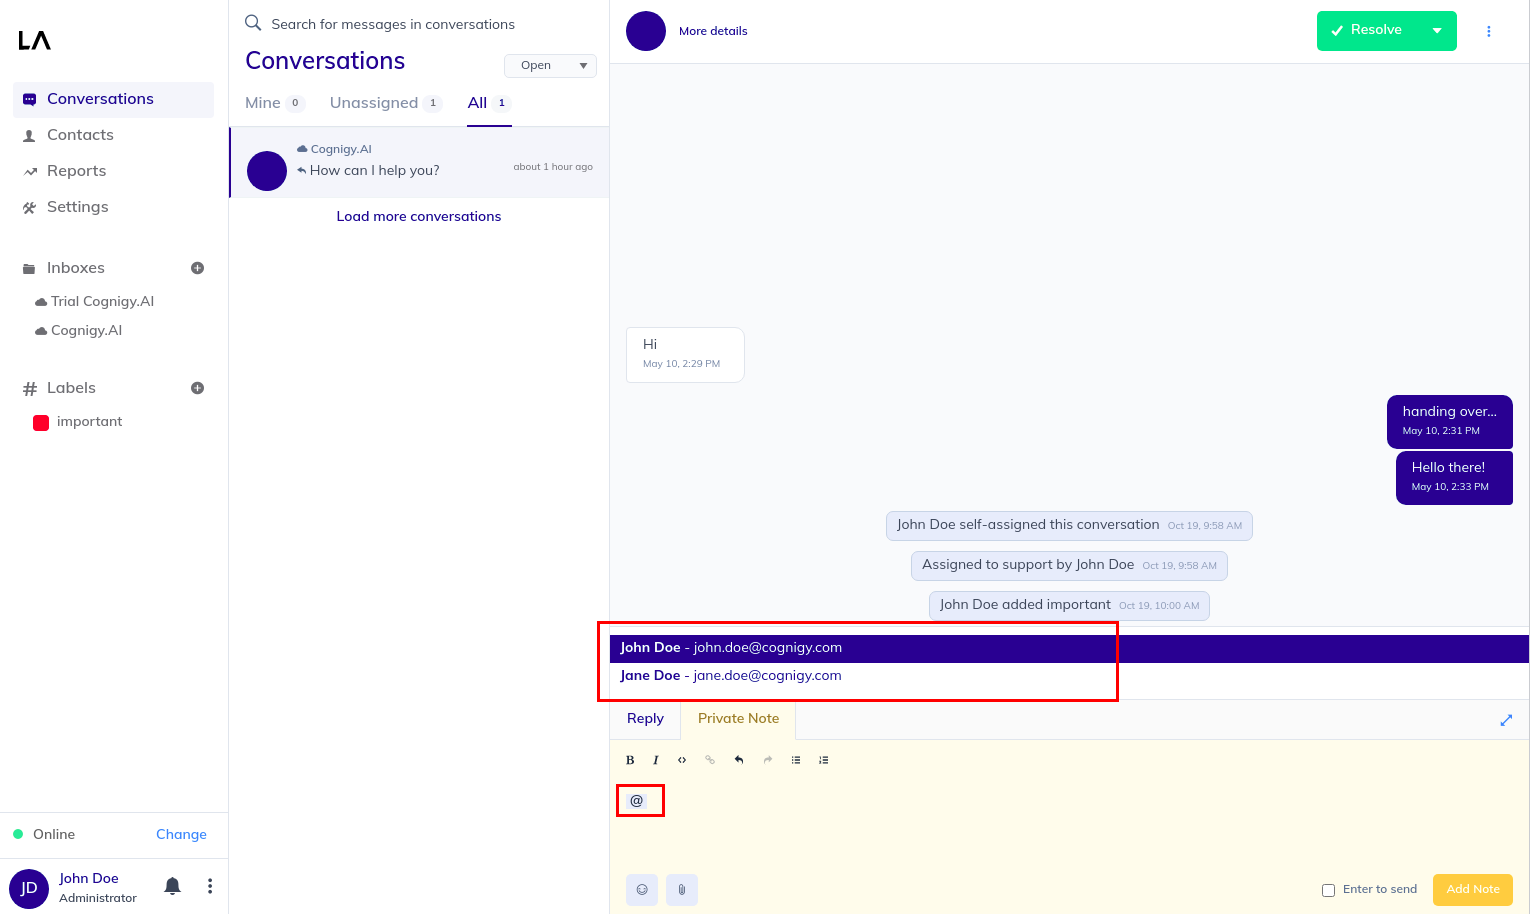 LA
Conversations
Contacts
Reports
Settings
Inboxes
Trial Cognigy.AI
Cognigy.AI
Labels
important
Online
Change
JD
John Doe
Administrator
Search for messages in conversations
Conversations
Open
Mine 0
Unassigned 1
All 1
Cognigy.AI
How can I help you?
about 1 hour ago
Load more conversations
More details
Resolve
Hi
May 10, 2:29 PM
handing over...
May 10, 2:31 PM
Hello there!
May 10, 2:33 PM
John Doe self-assigned this conversation Oct 19, 9:58 AM
Assigned to support by John Doe Oct 19, 9:58 AM
John Doe added important Oct 19, 10:00 AM
John Doe - john.doe@cognigy.com
Jane Doe - jane.doe@cognigy.com
Reply
Private Note
B I
@
Enter to send
Add Note